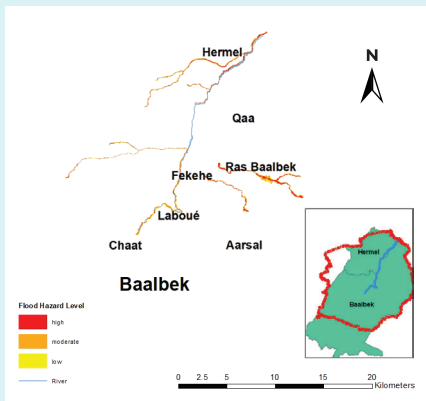 Hermel
N
Qaa
Ras Baalbek
Fekehe
Laboué
Chaat
Aarsal
Baalbek
Hermel
Baalbek
Flood Hazard Level
high
moderate
low
River
0 2.5 5 10 15 20
Kilometers